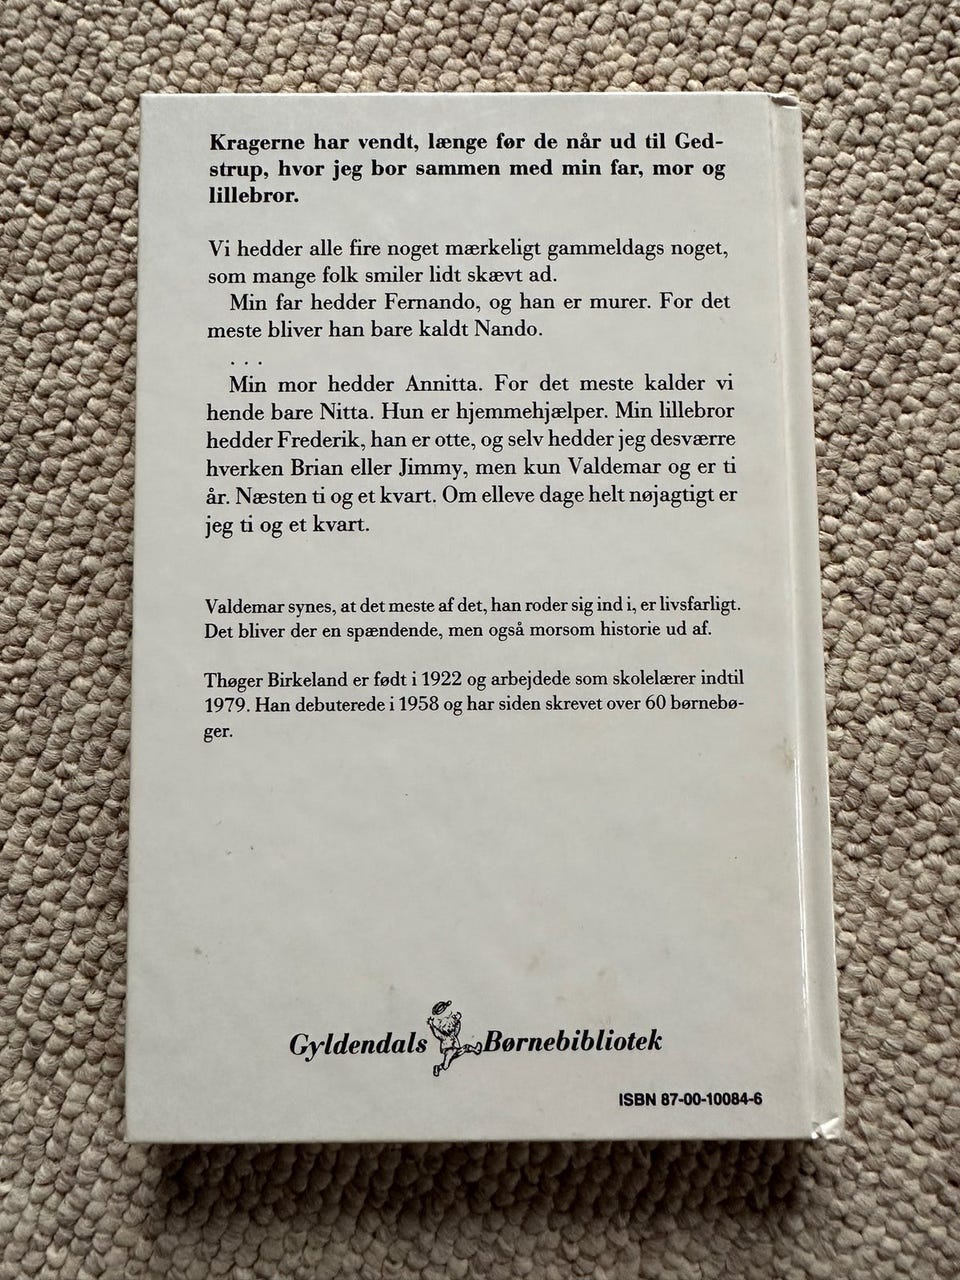 Kragerne har vendt, længe før de når ud til Ged-
strup, hvor jeg bor sammen med min far, mor og
lillebror.
Vi hedder alle fire noget mærkeligt gammeldags noget,
som mange folk smiler lidt skævt ad.
Min far hedder Fernando, og han er murer. For det
meste bliver han bare kaldt Nando.
. . .
Min mor hedder Annitta. For det meste kalder vi
hende bare Nitta. Hun er hjemmehjælper. Min lillebror
hedder Frederik, han er otte, og selv hedder jeg desværre
hverken Brian eller Jimmy, men kun Valdemar og er ti
år. Næsten ti og et kvart. Om elleve dage helt nøjagtigt er
jeg ti og et kvart.
Valdemar synes, at det meste af det, han roder sig ind i, er livsfarligt.
Det bliver der en spændende, men også morsom historie ud af.
Thøger Birkeland er født i 1922 og arbejdede som skolelærer indtil
1979. Han debuterede i 1958 og har siden skrevet over 60 børnebø-
ger.
Gyldendals Børnebibliotek
ISBN 87-00-10084-6